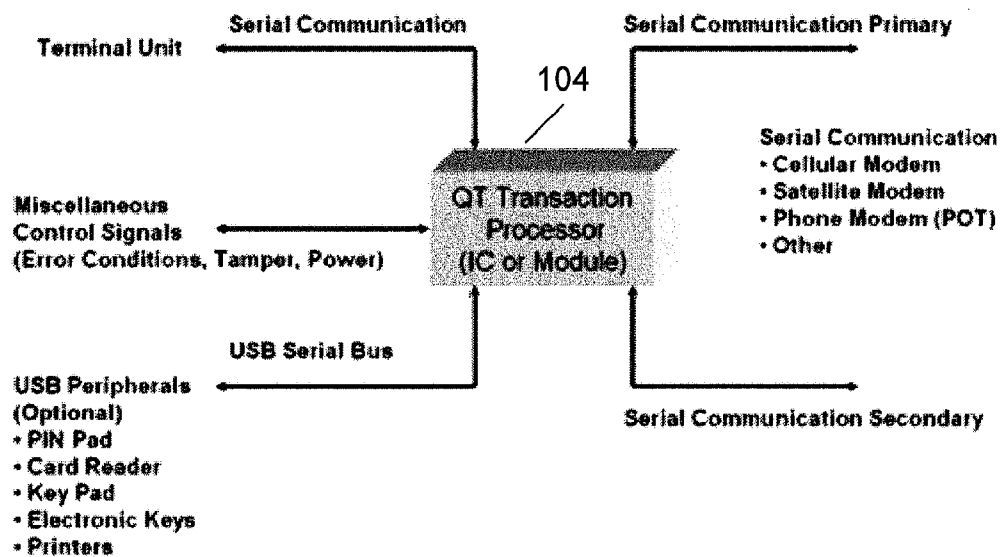 Serial Communication
Serial Communication Primary
Terminal Unit
104
Serial Communication
• Cellular Modem
• Satellite Modem
• Phone Modem (POT)
• Other
QT Transaction
Processor
(IC or Module)
Miscellaneous
Control Signals
(Error Conditions, Tamper, Power)
USB Serial Bus
USB Peripherals
(Optional)
• PIN Pad
• Card Reader
• Key Pad
• Electronic Keys
• Printers
Serial Communication Secondary